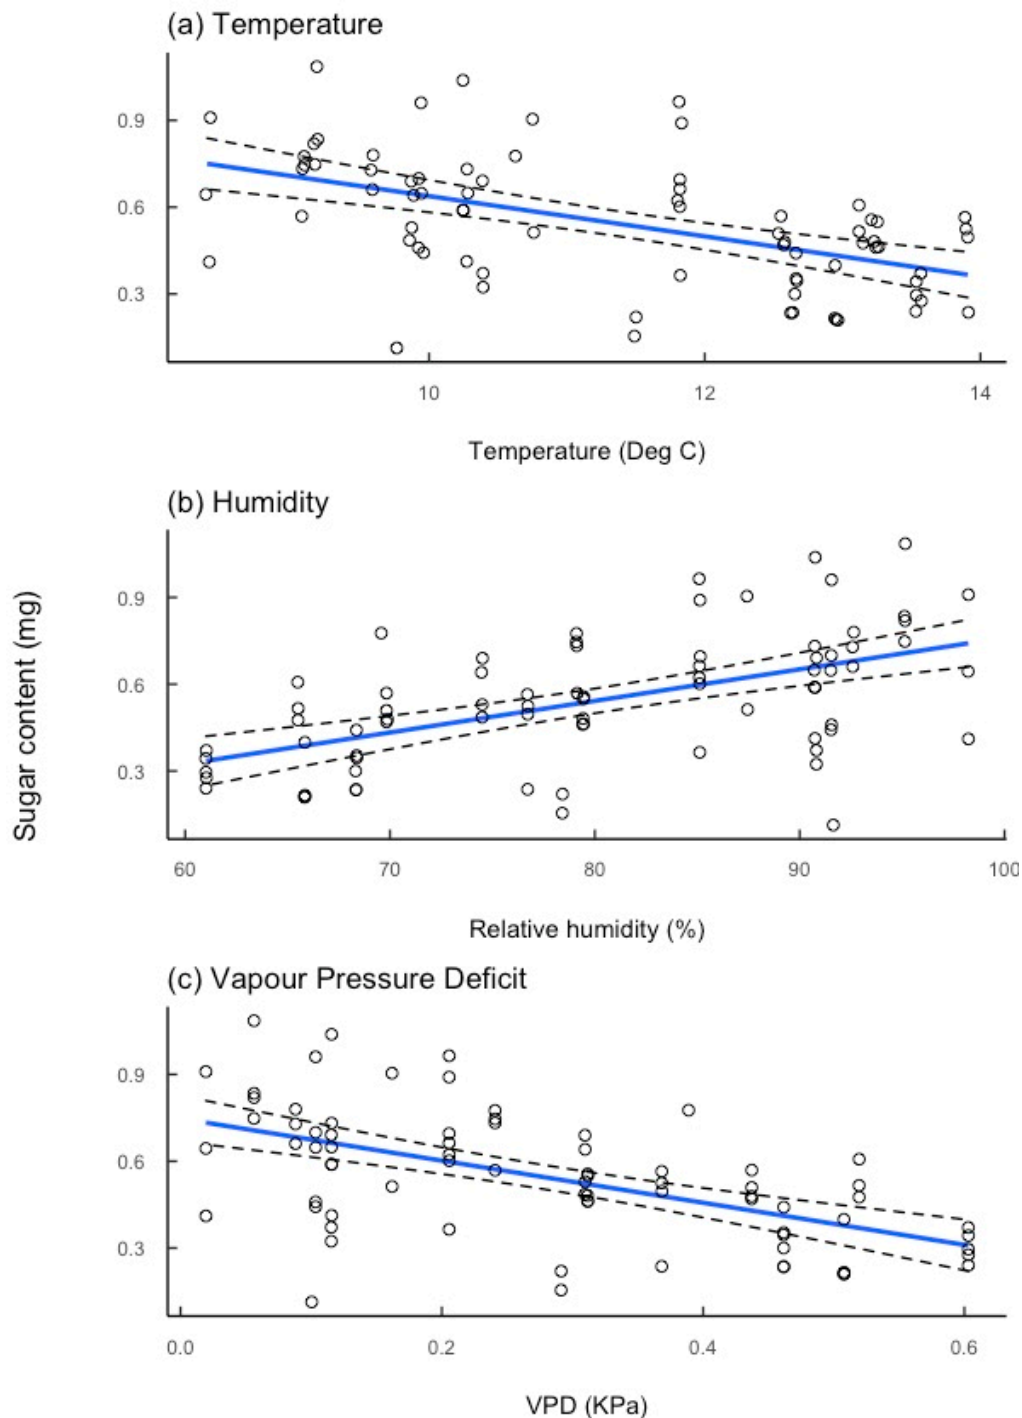 (a) Temperature
0.9
0.6
0.3
10 12 14
Temperature (Deg C)
(b) Humidity
Sugar content (mg)
0.9
0.6
0.3
60 70 80 90 100
Relative humidity (%)
(c) Vapour Pressure Deficit
0.9
0.6
0.3
0.0 0.2 0.4 0.6
VPD (KPa)